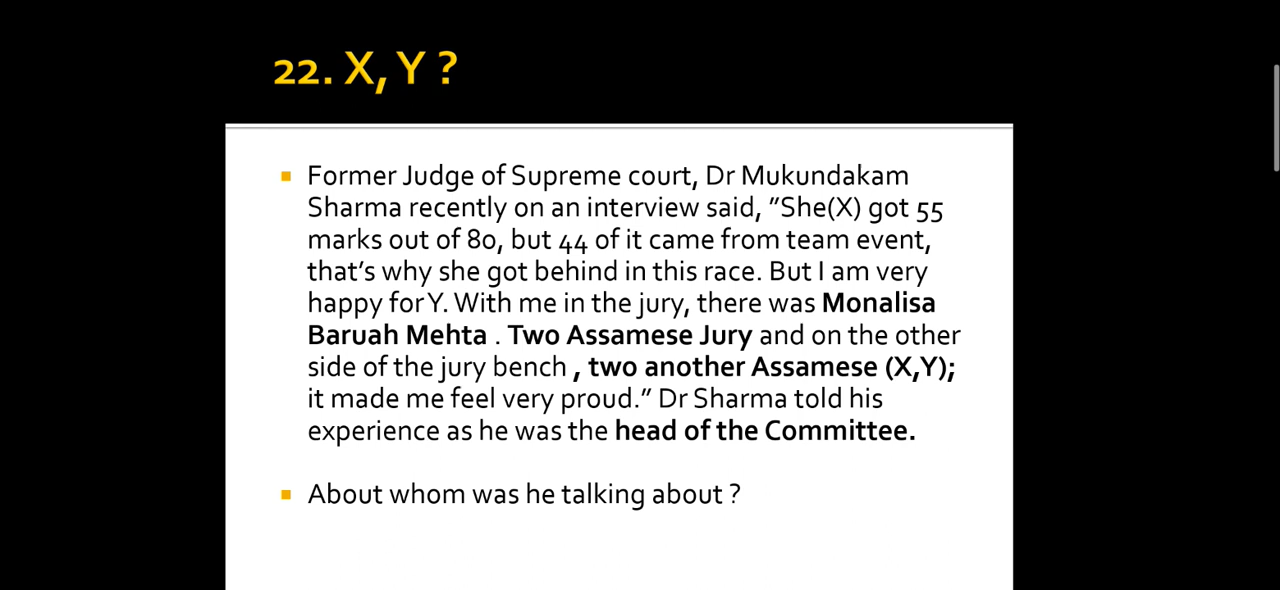 22. X, Y ?
Former Judge of Supreme court, Dr Mukundakam
Sharma recently on an interview said, "She(X) got 55
marks out of 80, but 44 of it came from team event,
that's why she got behind in this race. But I am very
happy for Y. With me in the jury, there was Monalisa
Baruah Mehta . Two Assamese Jury and on the other
side of the jury bench , two another Assamese (X,Y);
it made me feel very proud." Dr Sharma told his
experience as he was the head of the Committee.
About whom was he talking about ?